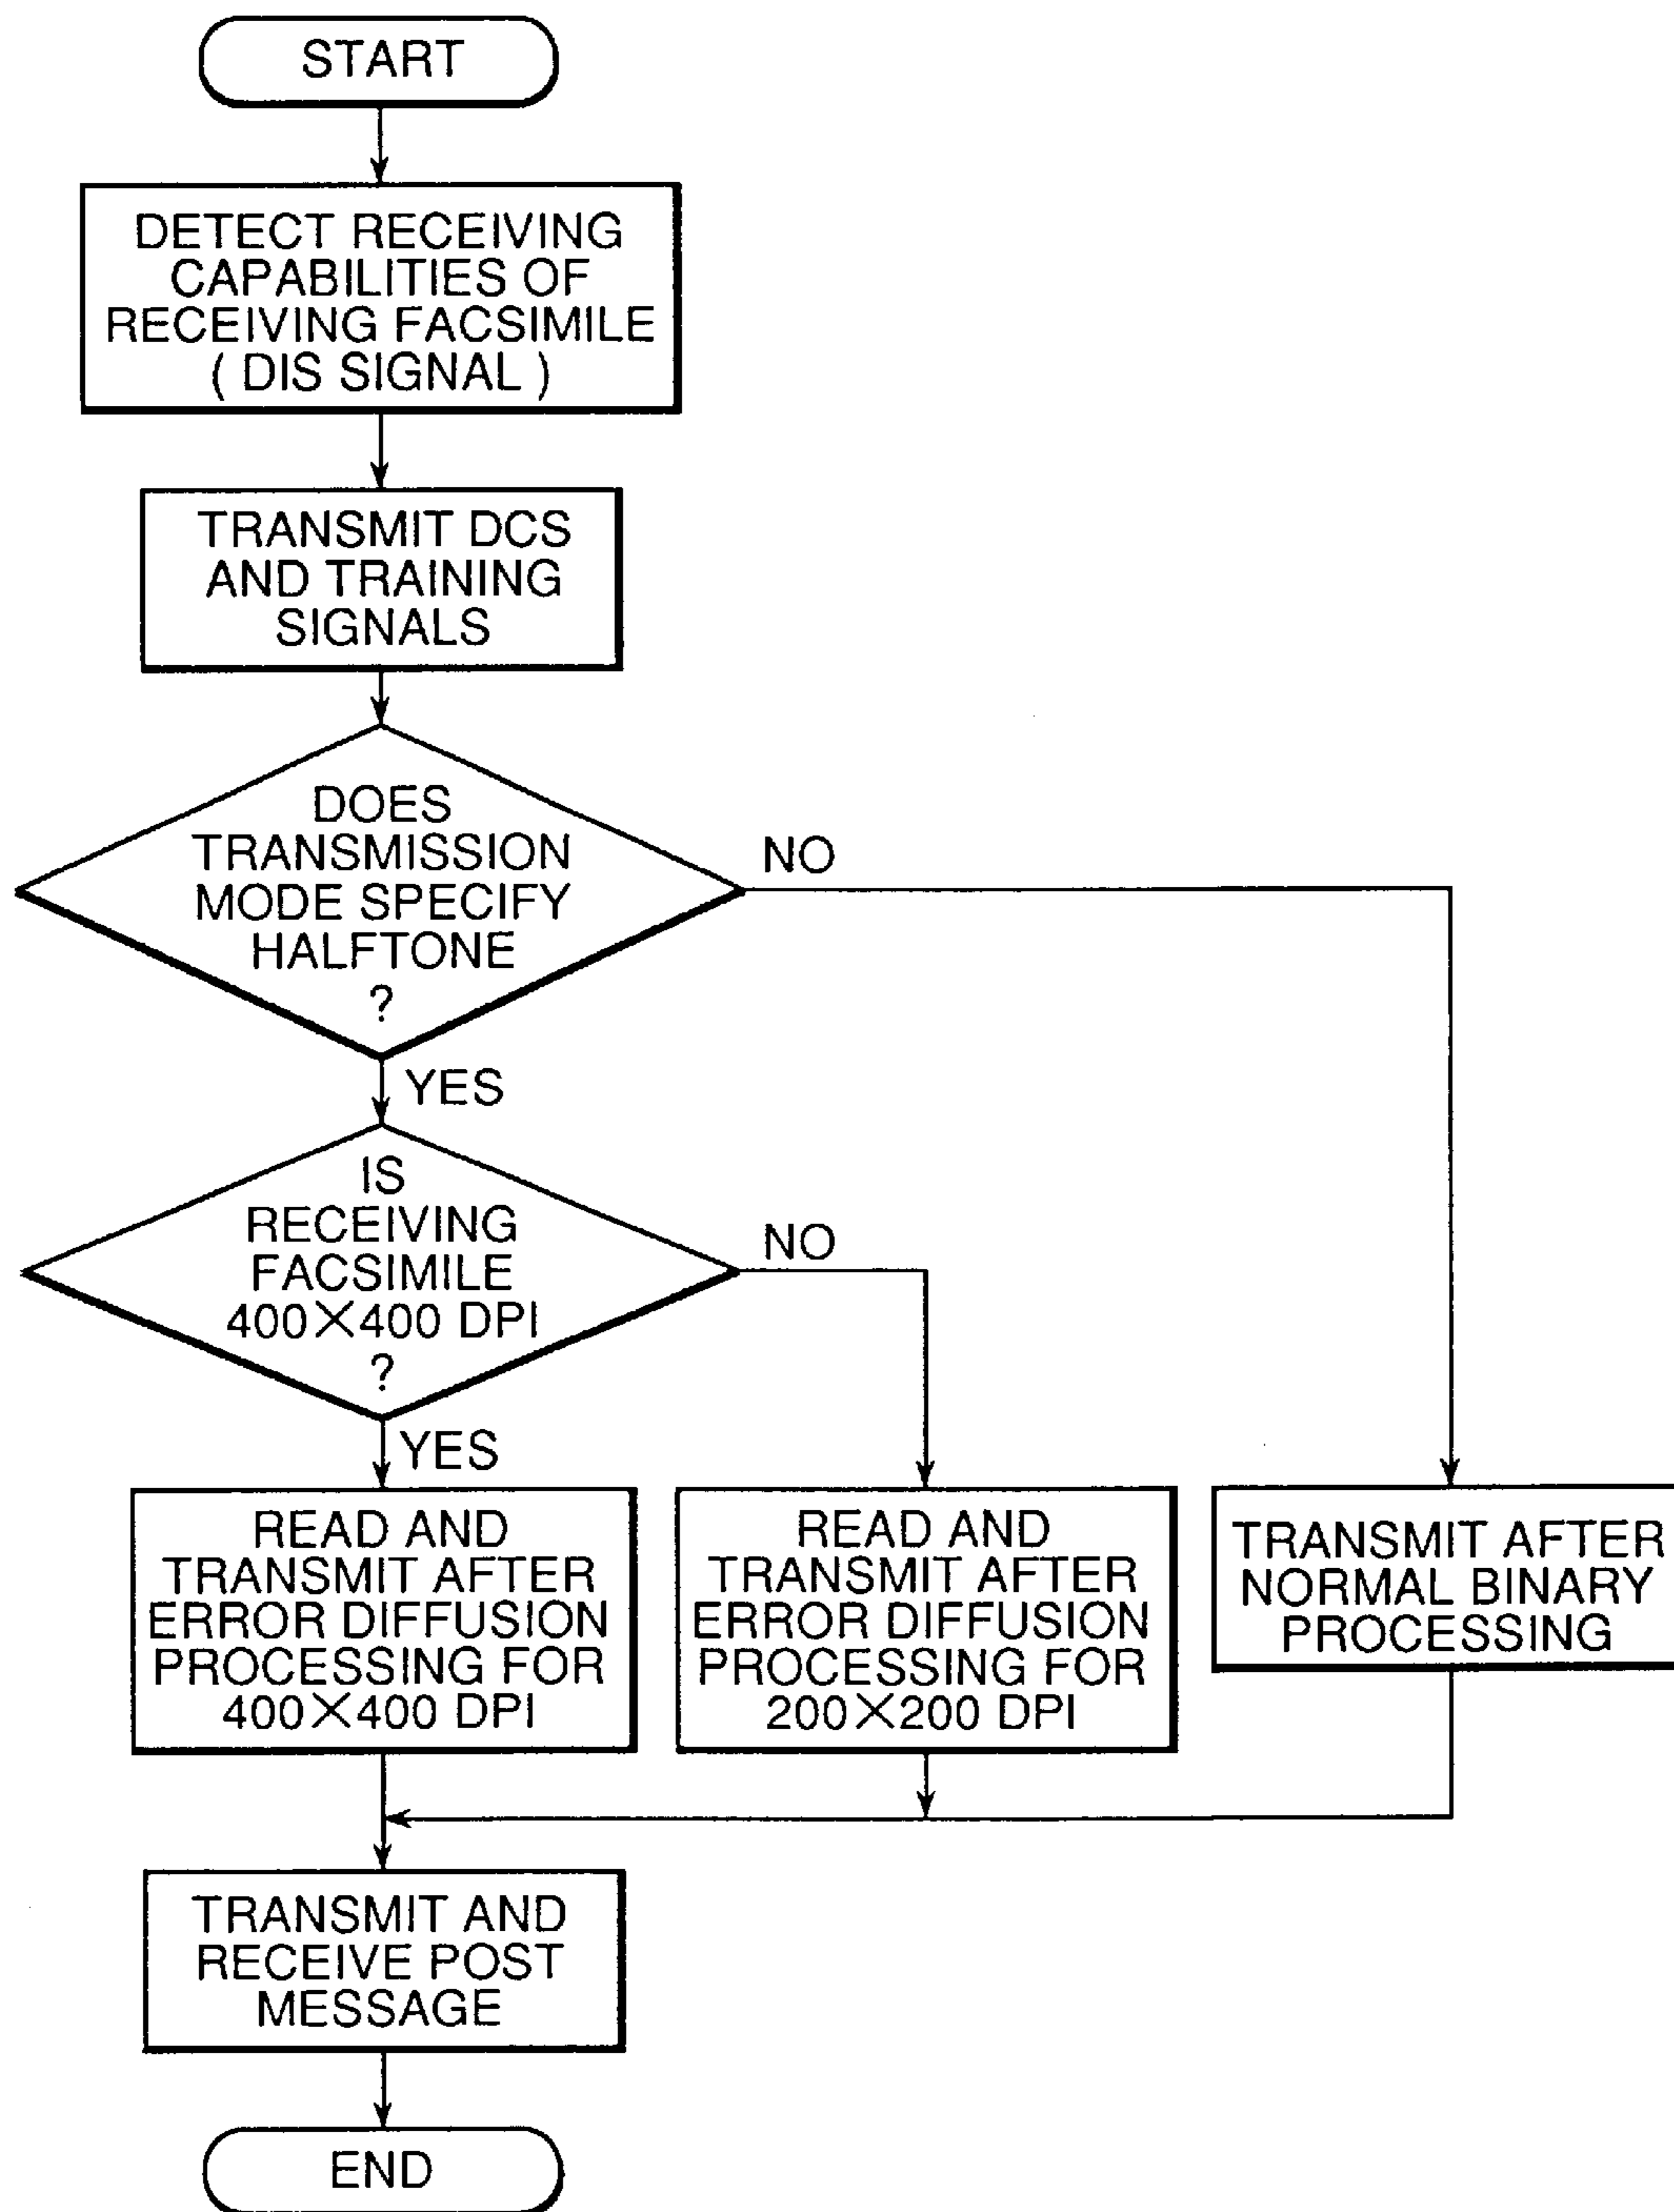 START
DETECT RECEIVING
CAPABILITIES OF
RECEIVING FACSIMILE
( DIS SIGNAL )
TRANSMIT DCS
AND TRAINING
SIGNALS
DOES
TRANSMISSION
MODE SPECIFY
HALFTONE
?
NO
YES
IS
RECEIVING
FACSIMILE
400×400 DPI
?
NO
YES
READ AND
TRANSMIT AFTER
ERROR DIFFUSION
PROCESSING FOR
400×400 DPI
READ AND
TRANSMIT AFTER
ERROR DIFFUSION
PROCESSING FOR
200×200 DPI
TRANSMIT AFTER
NORMAL BINARY
PROCESSING
TRANSMIT AND
RECEIVE POST
MESSAGE
END